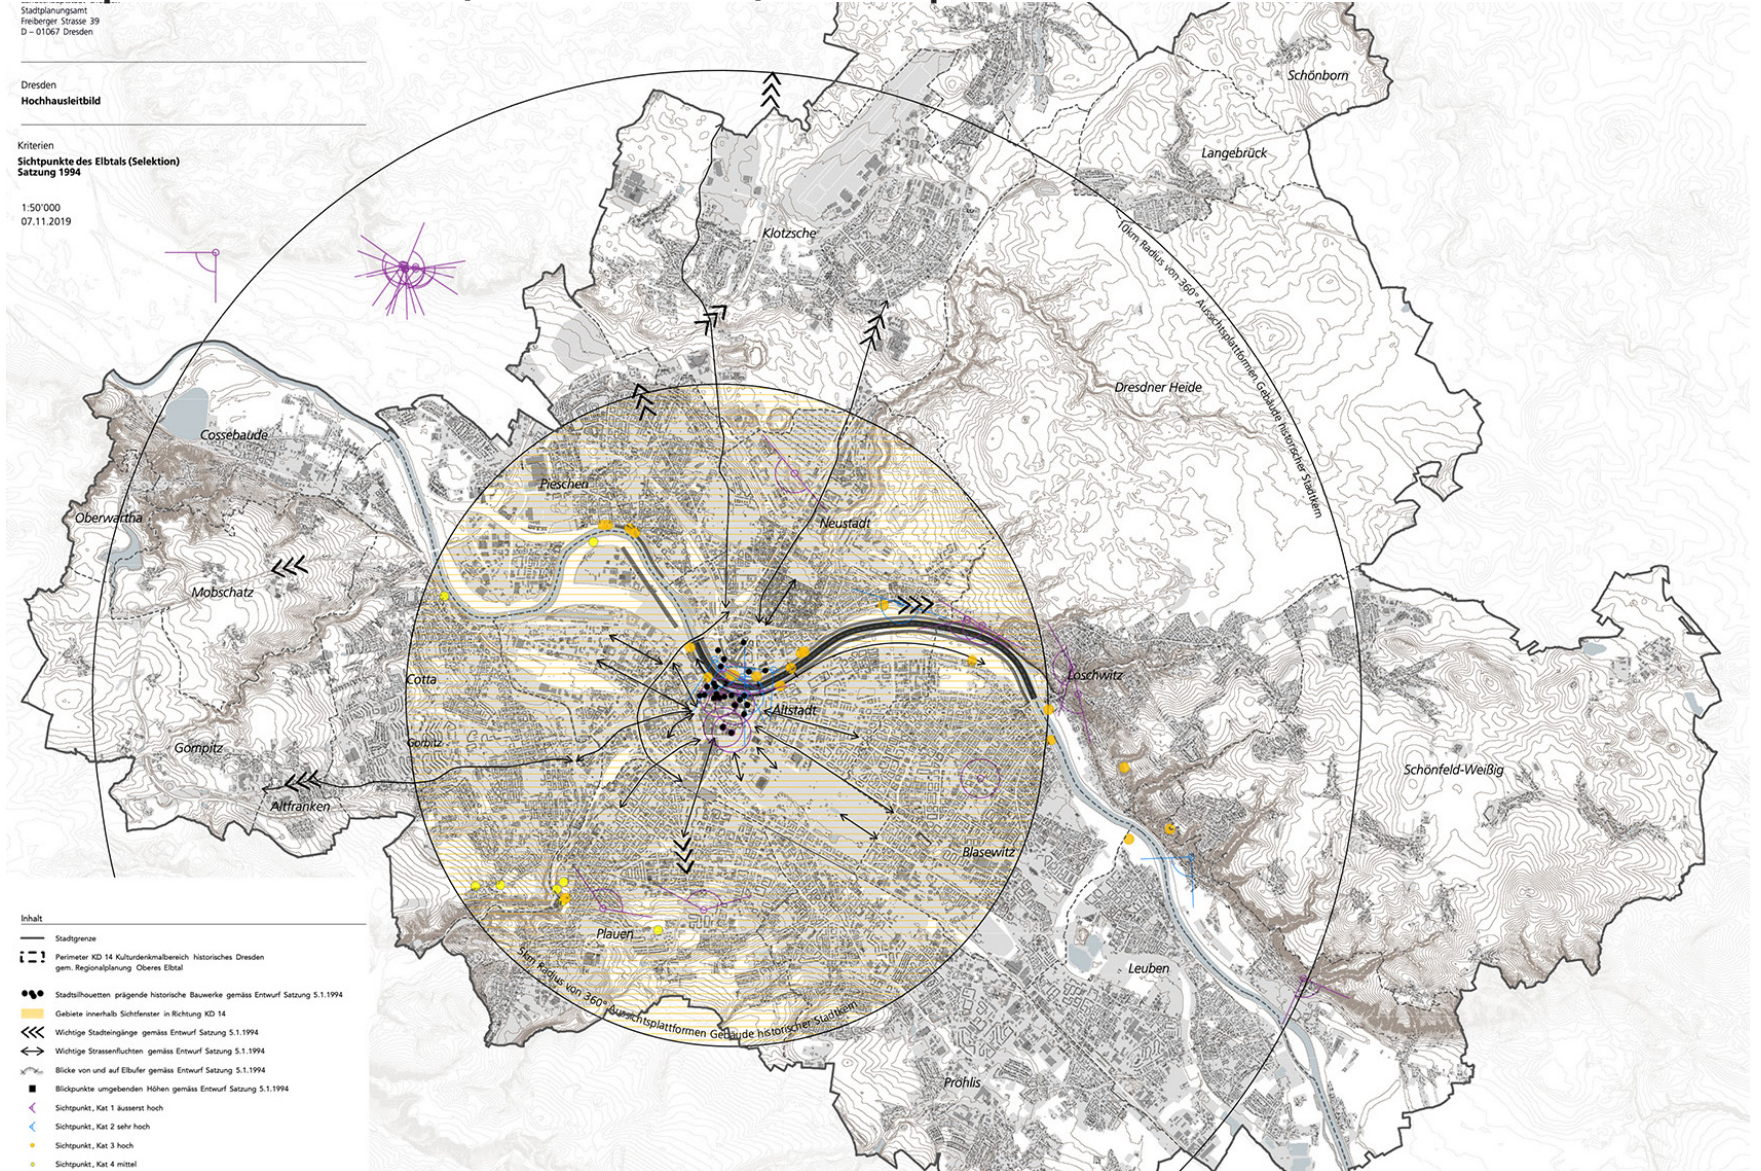 Stadtplanungsamt
Freiberger Strasse 39
D – 01067 Dresden
Dresden
Hochhausleitbild
Kriterien
Sichtpunkte des Elbtals (Selektion)
Satzung 1994
1:50'000
07.11.2019
Schönborn
Langebrück
Klotzsche
10km Radius von 360° Aussichtsplattformen Gebäude historischer Stadtkern
Dresdner Heide
Cossebaude
Pieschen
Oberwartha
Neustadt
Mobschatz
Cotta
Loschwitz
Altstadt
Gorbitz
Gompitz
Schönfeld-Weißig
Altfranken
Blasewitz
Plauen
5km Radius von 360° Aussichtsplattformen Gebäude historischer Stadtkern
Leuben
Prohlis
Inhalt
Stadtgrenze
Perimeter KD 14 Kulturdenkmalbereich historisches Dresden
gem. Regionalplanung Oberes Elbtal
Stadtsilhouetten prägende historische Bauwerke gemäss Entwurf Satzung 5.1.1994
Gebiete innerhalb Sichtfenster in Richtung KD 14
Wichtige Stadteingänge gemäss Entwurf Satzung 5.1.1994
Wichtige Strassenfluchten gemäss Entwurf Satzung 5.1.1994
Blicke von und auf Elbufer gemäss Entwurf Satzung 5.1.1994
Blickpunkte umgebenden Höhen gemäss Entwurf Satzung 5.1.1994
Sichtpunkt, Kat 1 äusserst hoch
Sichtpunkt, Kat 2 sehr hoch
Sichtpunkt, Kat 3 hoch
Sichtpunkt, Kat 4 mittel